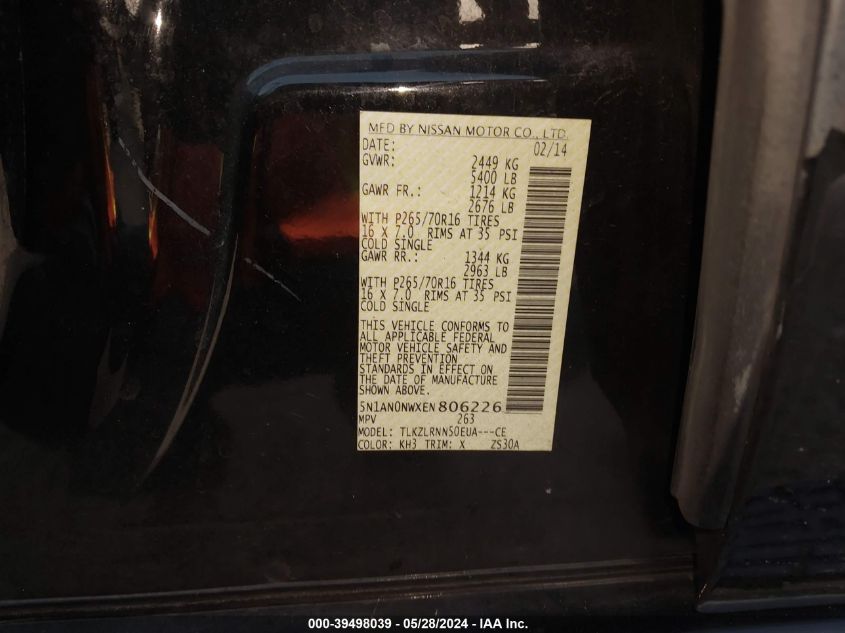 MFD BY NISSAN MOTOR CO., LTD.
DATE: 02/14
GVWR: 2449 KG
5400 LB
GAWR FR.: 1214 KG
2676 LB
WITH P265/70R16 TIRES
16 X 7.0 RIMS AT 35 PSI
COLD SINGLE
GAWR RR.: 1344 KG
2963 LB
WITH P265/70R16 TIRES
16 X 7.0 RIMS AT 35 PSI
COLD SINGLE
THIS VEHICLE CONFORMS TO
ALL APPLICABLE FEDERAL
MOTOR VEHICLE SAFETY AND
THEFT PREVENTION
STANDARDS IN EFFECT ON
THE DATE OF MANUFACTURE
SHOWN ABOVE.
5N1AN0NWXEN806226
MPV 263
MODEL: TLKZLRNN50EUA---CE
COLOR: KH3 TRIM: X ZS30A
000-39498039 - 05/28/2024 - IAA Inc.